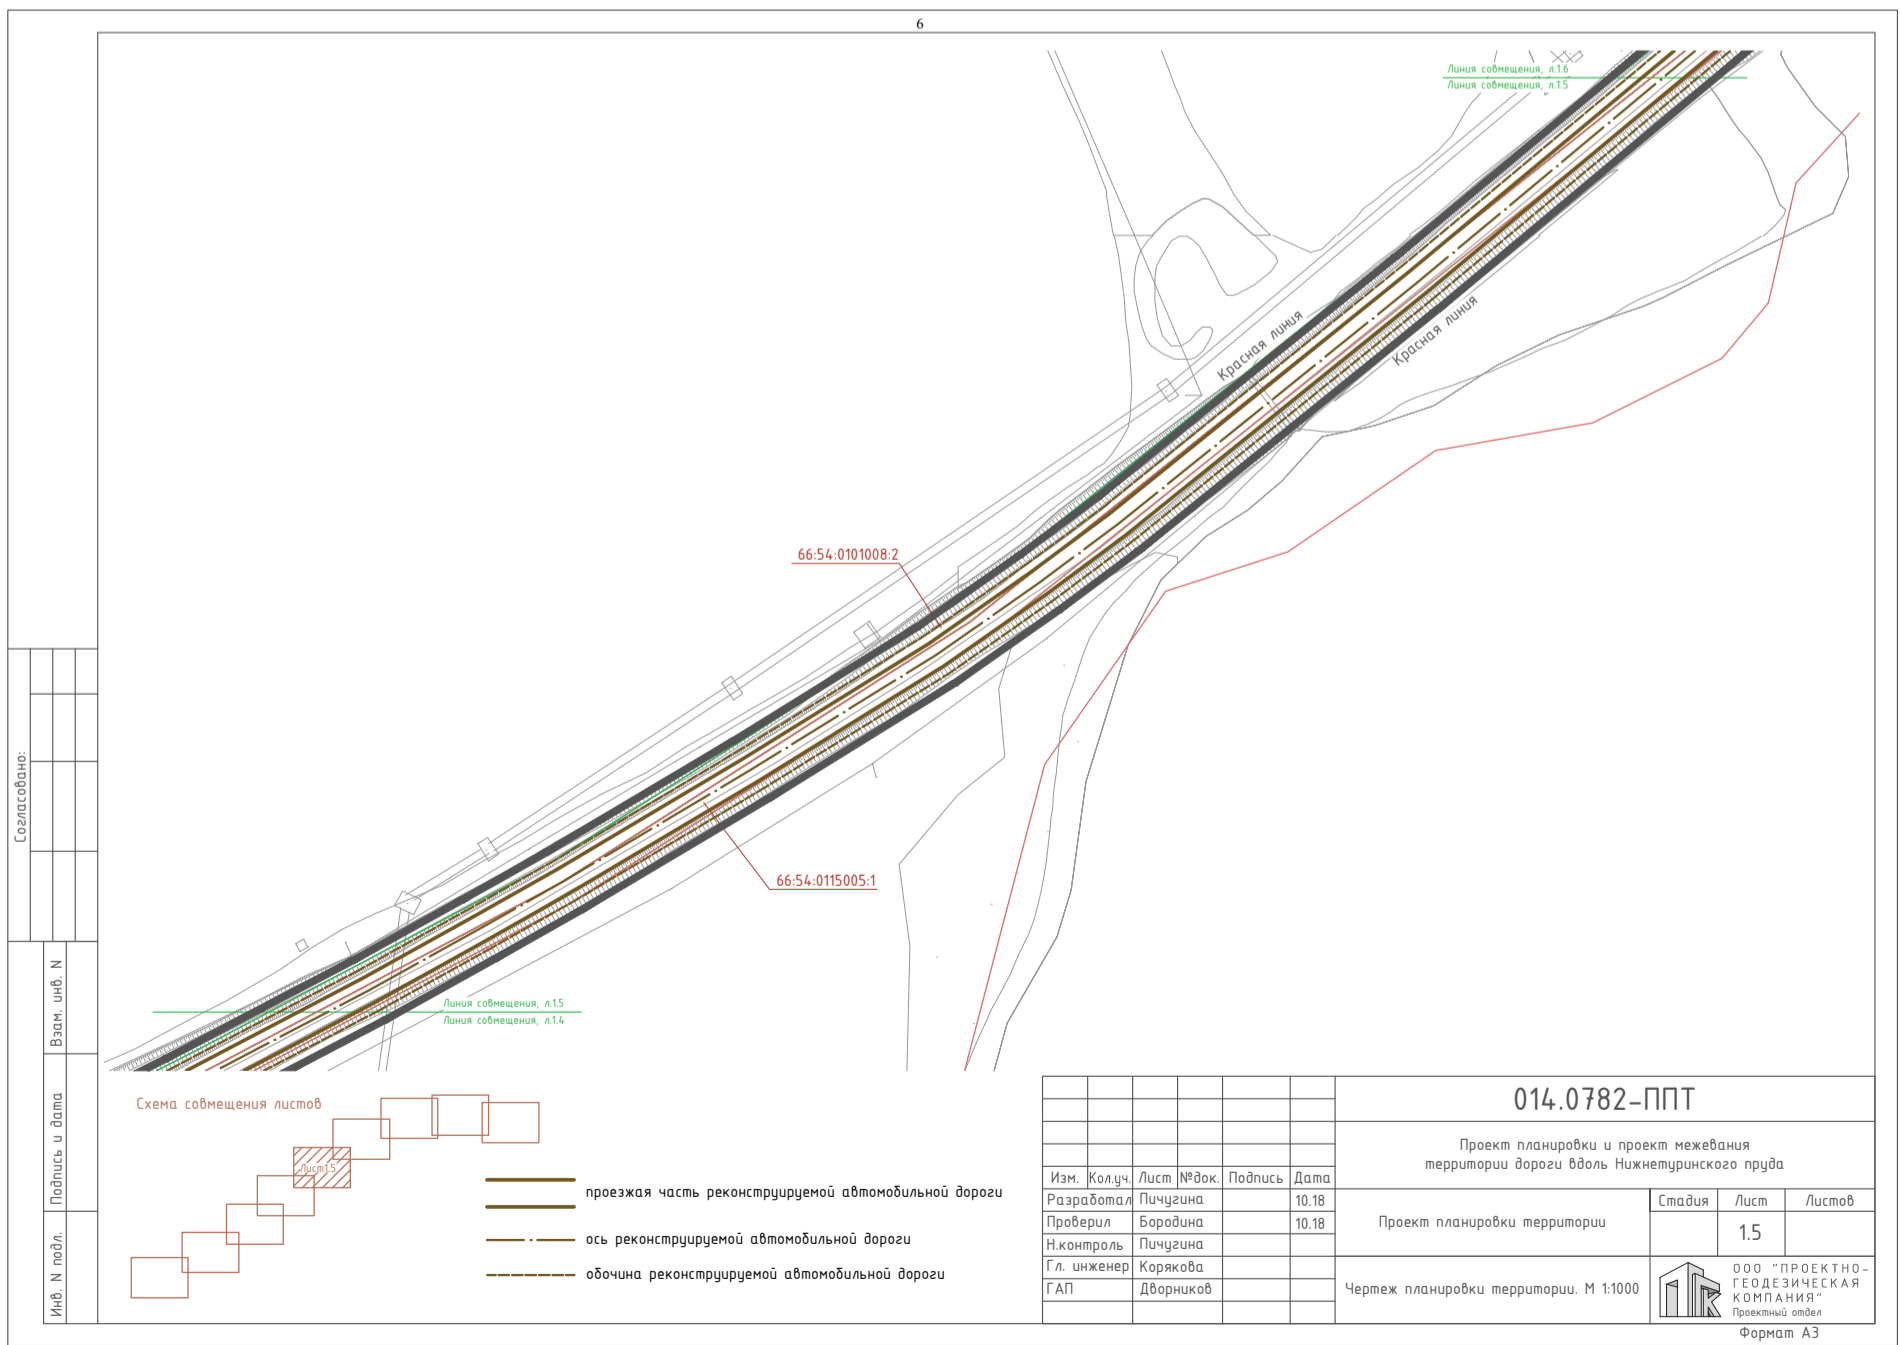 6
Линия совмещения, л.1.6
Линия совмещения, л.1.5
Красная линия
Красная линия
66:54:0101008:2
66:54:0115005:1
Линия совмещения, л.1.5
Линия совмещения, л.1.4
Согласовано:
Взам. инв. N
Подпись и дата
Инв. N подл.
Схема совмещения листов
Лист1.5
проезжая часть реконструируемой автомобильной дороги
ось реконструируемой автомобильной дороги
обочина реконструируемой автомобильной дороги
014.0782-ППТ
Проект планировки и проект межевания
территории дороги вдоль Нижнетуринского пруда
Изм. Кол.уч. Лист №док. Подпись Дата
Разработал Пичугина 10.18
Проверил Бородина 10.18
Н.контроль Пичугина
Гл. инженер Корякова
ГАП Дворников
Проект планировки территории
Стадия Лист Листов
1.5
Чертеж планировки территории. М 1:1000
ООО "ПРОЕКТНО-
ГЕОДЕЗИЧЕСКАЯ
КОМПАНИЯ"
Проектный отдел
Формат А3